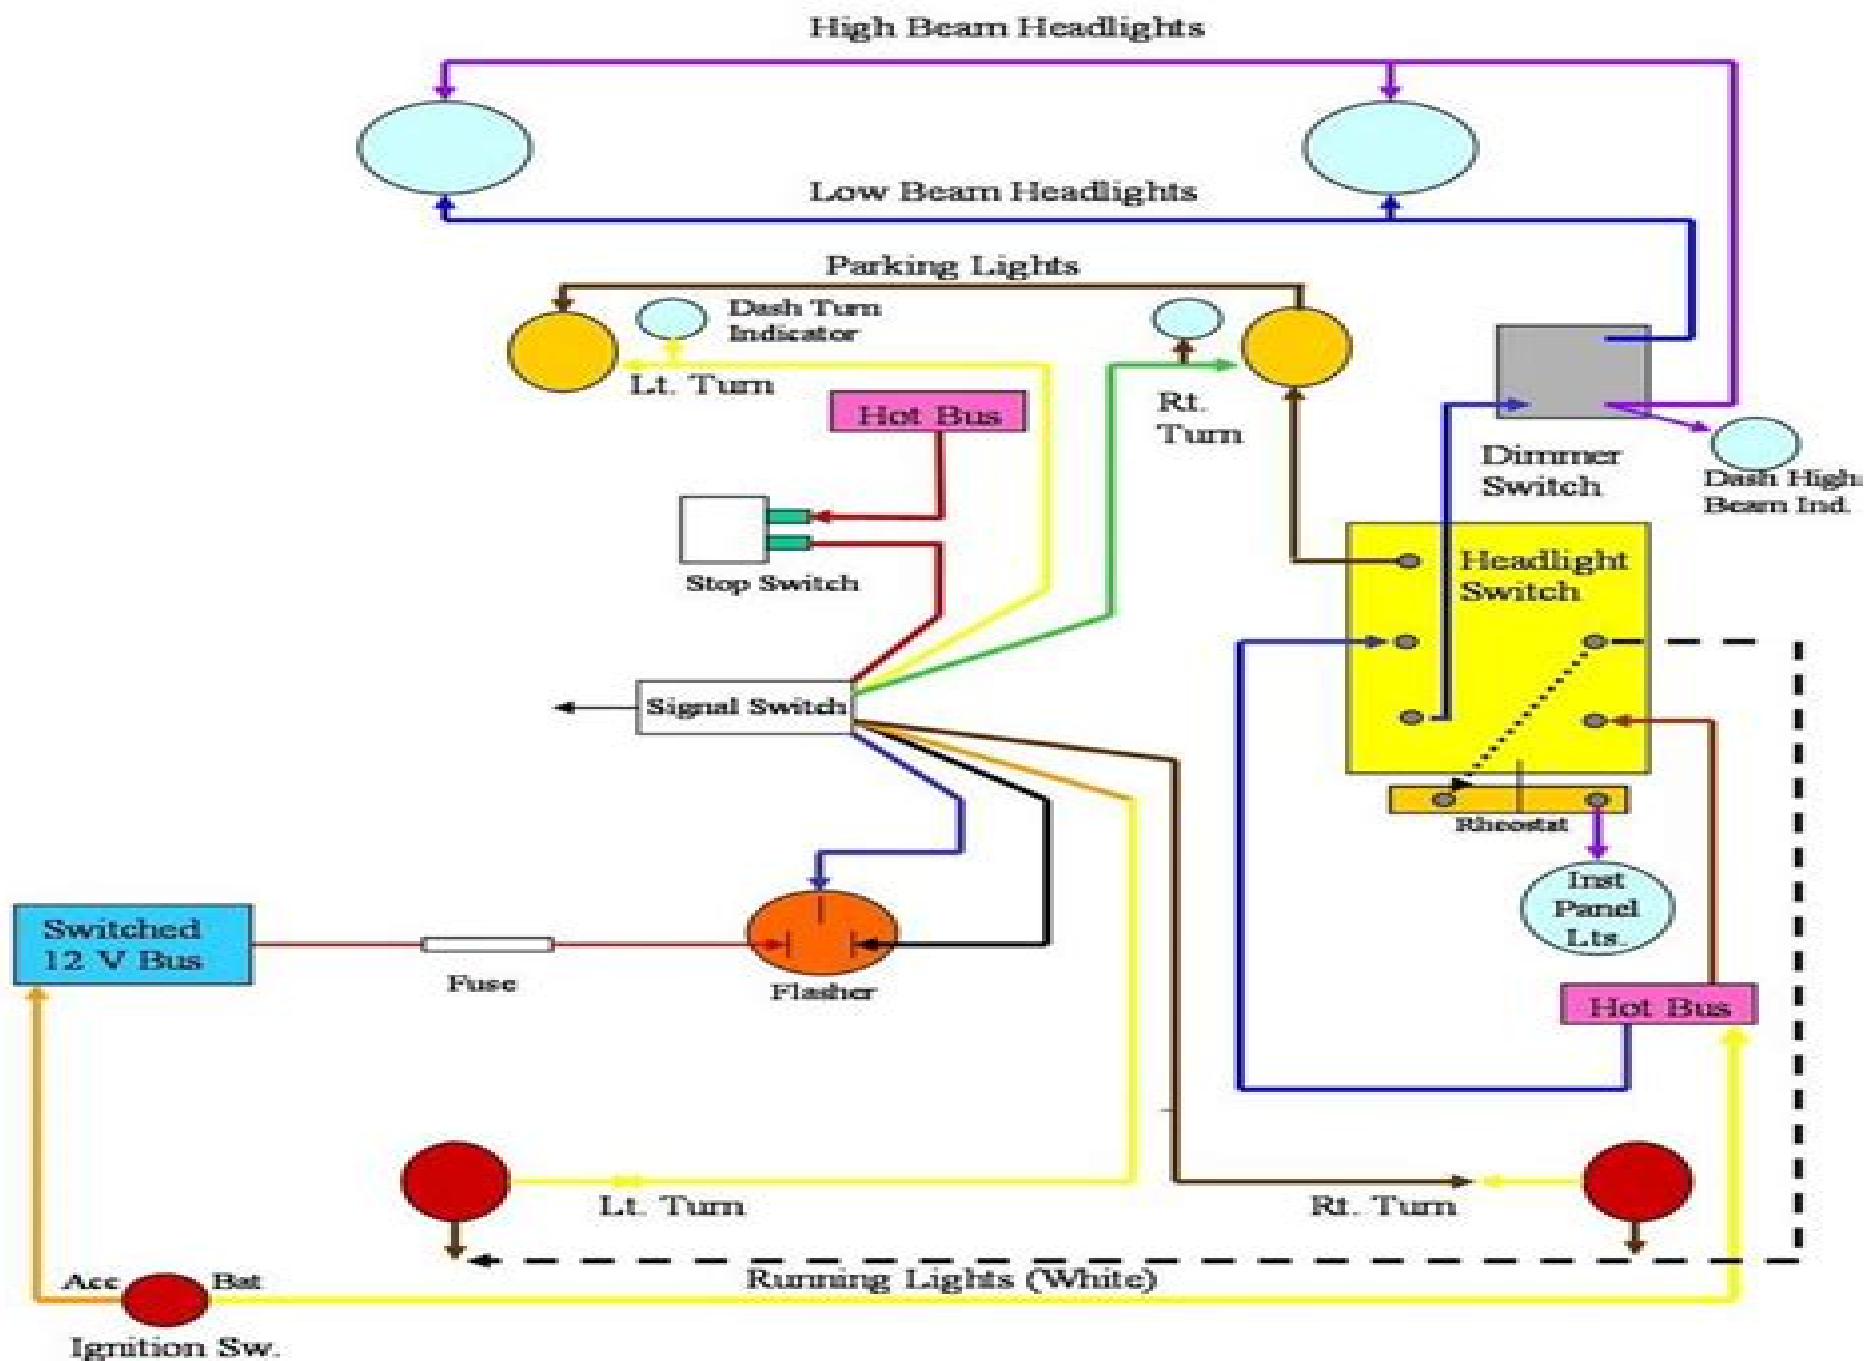 High Beam Headlights
Low Beam Headlights
Parking Lights
Dash Turn
Indicator
Lt. Turn
Hot Bus
Rt.
Turn
Dimmer
Switch
Dash High
Beam Ind.
Stop Switch
Headlight
Switch
Signal Switch
Rheostat
Inst
Panel
Lts.
Switched
12 V Bus
Fuse
Flasher
Hot Bus
Lt. Turn
Rt. Turn
Running Lights (White)
Acc
Bat
Ignition Sw.